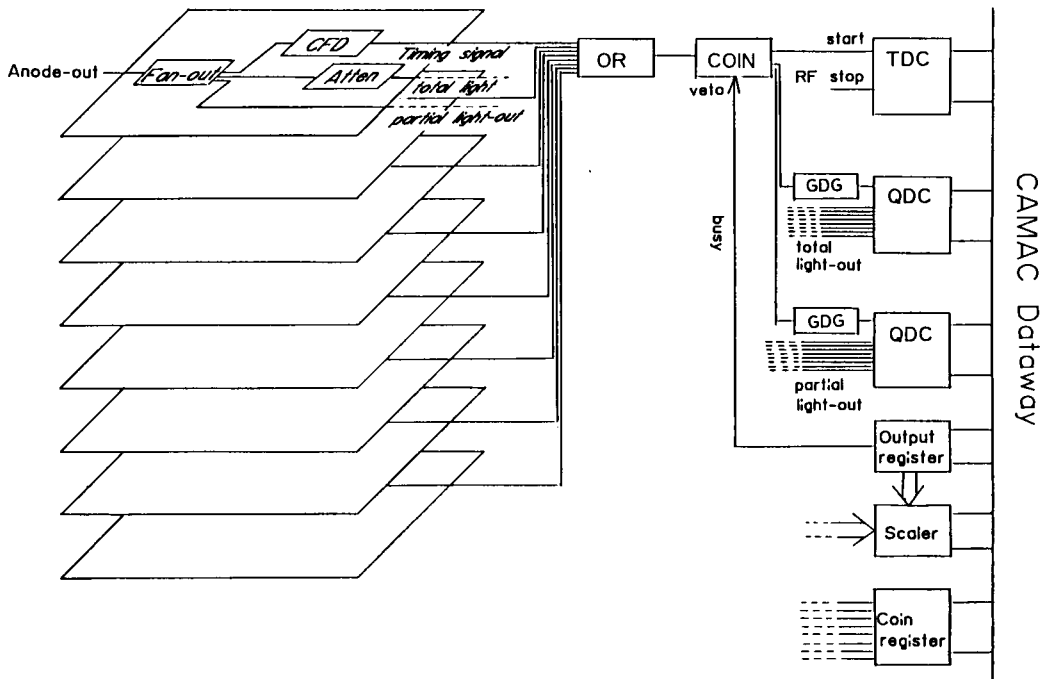 Anode-out
Fan-out
CFD
Atten
Timing signal
total light
partial light-out
OR
COIN
veto
start
RF stop
TDC
GDG
QDC
total
light-out
busy
GDG
QDC
partial
light-out
Output
register
Scaler
Coin
register
CAMAC Dataway